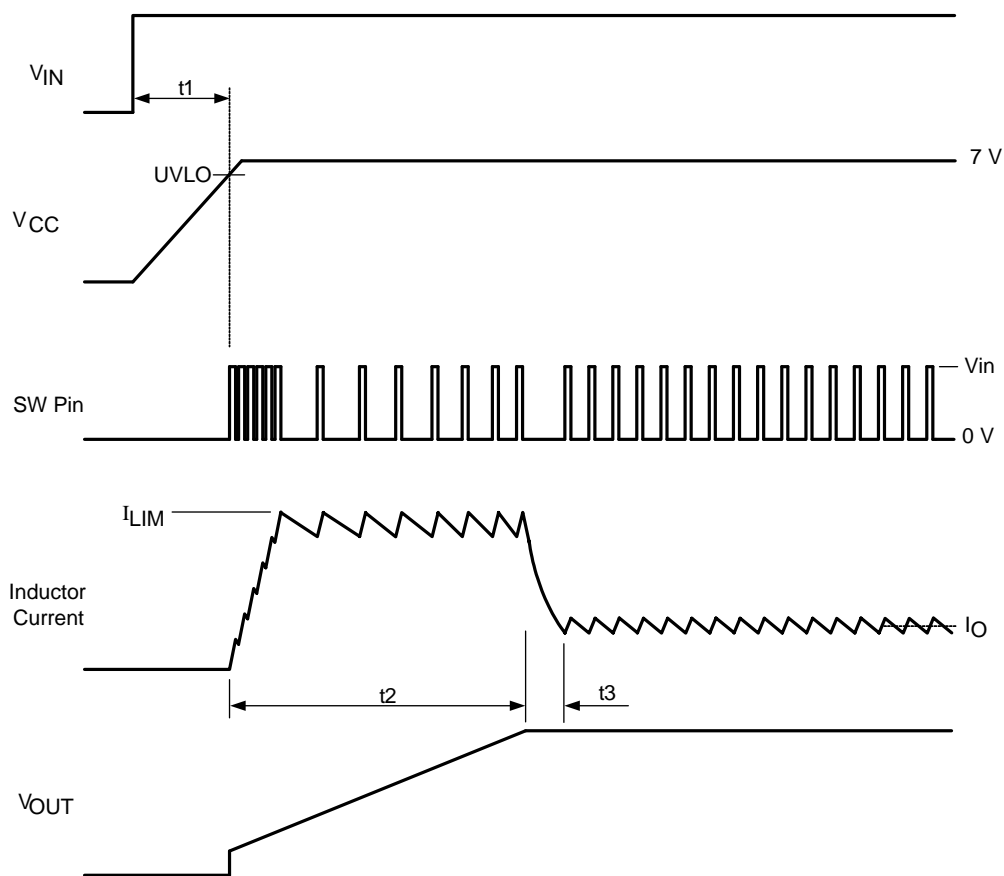 VIN
t1
7 V
UVLO
VCC
Vin
SW Pin
0 V
ILIM
Inductor
Current
IO
t2
t3
VOUT